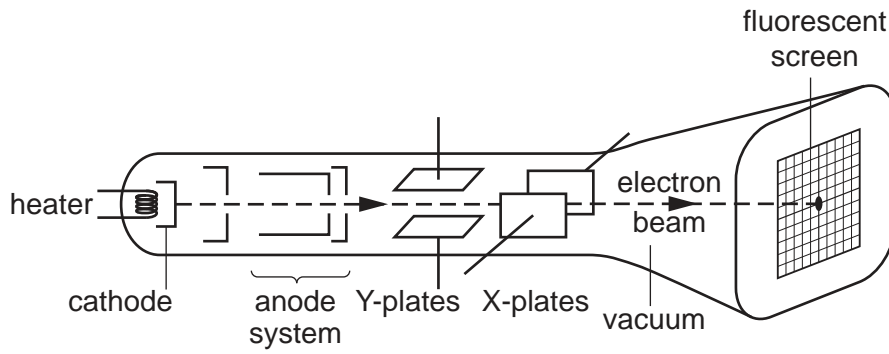 fluorescent
screen
heater
electron
beam
cathode
anode
system
Y-plates
X-plates
vacuum